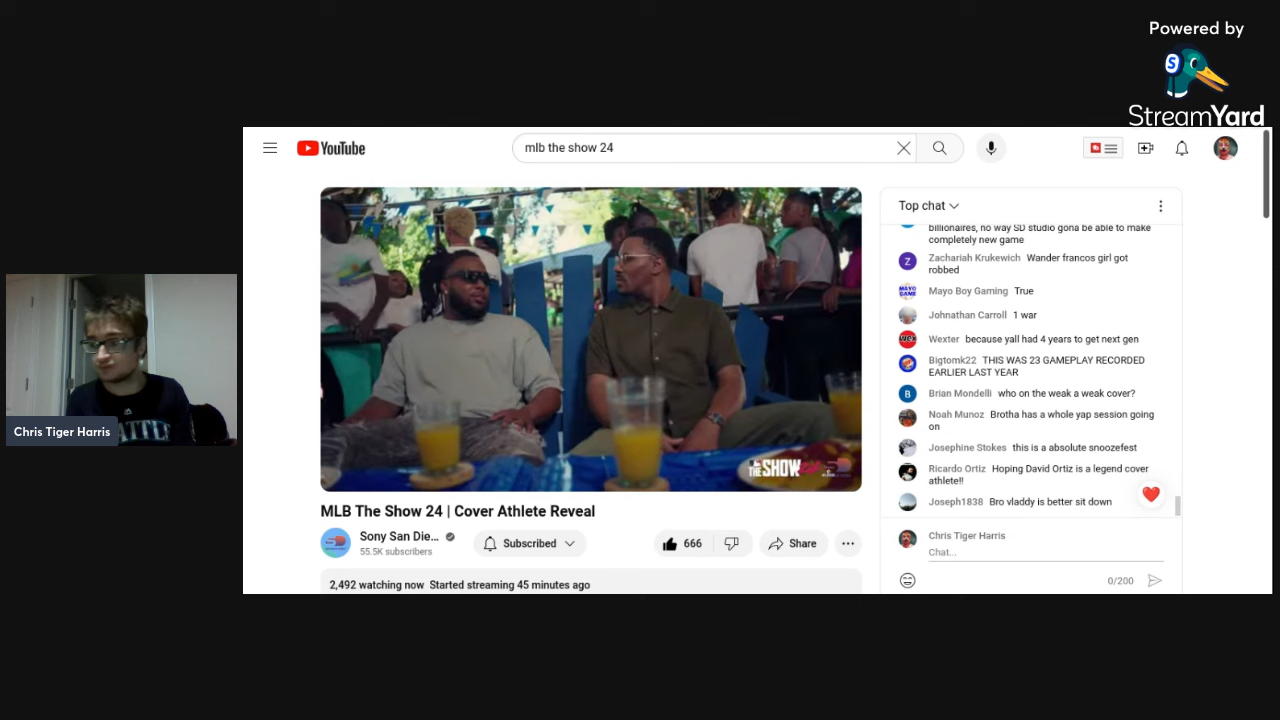 Powered by
S
StreamYard
YouTube
mlb the show 24
Top chat
billionaires, no way SD studio gona be able to make
completely new game
Z
Zachariah Krukewich Wander francos girl got
robbed
MAYO
GAME
Mayo Boy Gaming True
Johnathan Carroll 1 war
wex
Wexter because yall had 4 years to get next gen
Bigtomk22 THIS WAS 23 GAMEPLAY RECORDED
EARLIER LAST YEAR
B
Brian Mondelli who on the weak a weak cover?
Noah Munoz Brotha has a whole yap session going
on
Josephine Stokes this is a absolute snoozefest
Ricardo Ortiz Hoping David Ortiz is a legend cover
athlete!!
Joseph1838 Bro vladdy is better sit down
Chris Tiger Harris
Chat...
0/200
THE SHOW
MLB The Show 24 | Cover Athlete Reveal
Sony San Die...
55.5K subscribers
Subscribed
666
Share
2,492 watching now Started streaming 45 minutes ago
Chris Tiger Harris